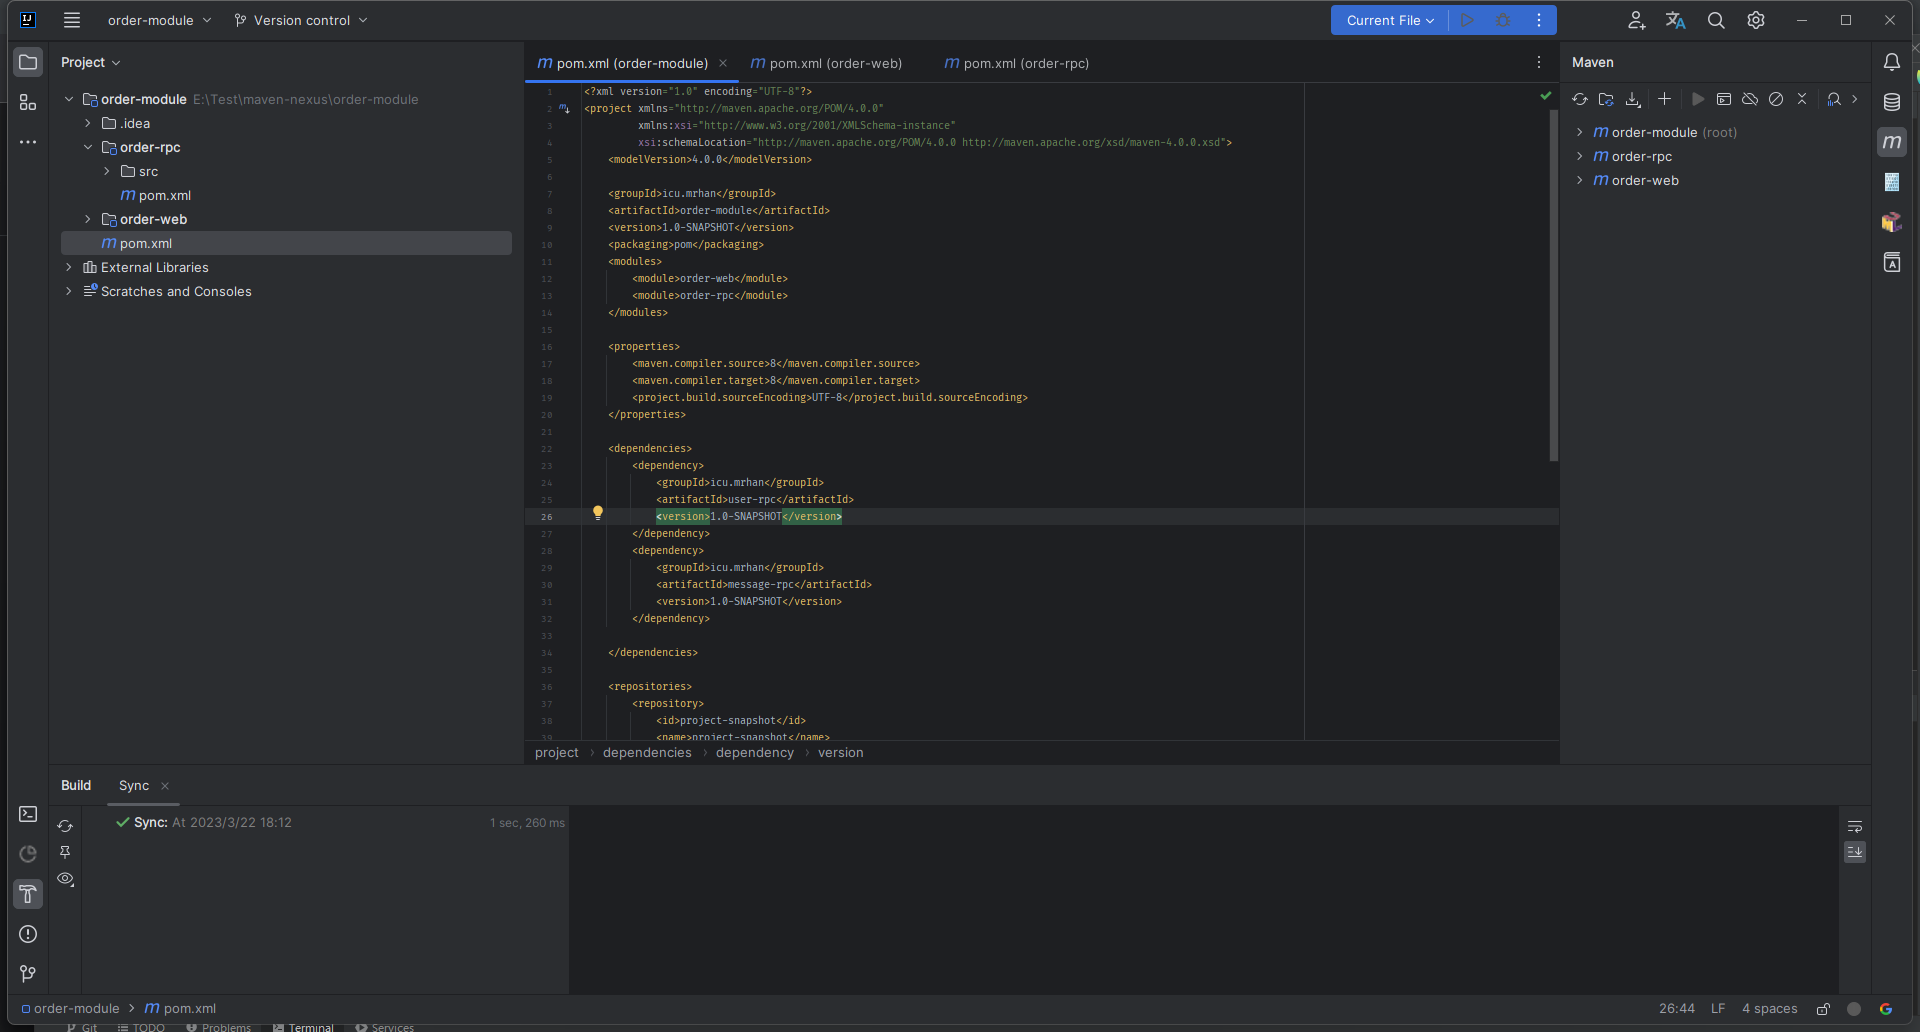 order-module
Version control
Current File
Project
order-module E:\Test\maven-nexus\order-module
.idea
order-rpc
src
pom.xml
order-web
pom.xml
External Libraries
Scratches and Consoles
pom.xml (order-module)
pom.xml (order-web)
pom.xml (order-rpc)
1 <?xml version="1.0" encoding="UTF-8"?>
2 <project xmlns="http://maven.apache.org/POM/4.0.0"
3 xmlns:xsi="http://www.w3.org/2001/XMLSchema-instance"
4 xsi:schemaLocation="http://maven.apache.org/POM/4.0.0 http://maven.apache.org/xsd/maven-4.0.0.xsd">
5 <modelVersion>4.0.0</modelVersion>
6
7 <groupId>icu.mrhan</groupId>
8 <artifactId>order-module</artifactId>
9 <version>1.0-SNAPSHOT</version>
10 <packaging>pom</packaging>
11 <modules>
12 <module>order-web</module>
13 <module>order-rpc</module>
14 </modules>
15
16 <properties>
17 <maven.compiler.source>8</maven.compiler.source>
18 <maven.compiler.target>8</maven.compiler.target>
19 <project.build.sourceEncoding>UTF-8</project.build.sourceEncoding>
20 </properties>
21
22 <dependencies>
23 <dependency>
24 <groupId>icu.mrhan</groupId>
25 <artifactId>user-rpc</artifactId>
26 <version>1.0-SNAPSHOT</version>
27 </dependency>
28 <dependency>
29 <groupId>icu.mrhan</groupId>
30 <artifactId>message-rpc</artifactId>
31 <version>1.0-SNAPSHOT</version>
32 </dependency>
33
34 </dependencies>
35
36 <repositories>
37 <repository>
38 <id>project-snapshot</id>
39 <name>project-snapshot</name>
project > dependencies > dependency > version
Maven
order-module (root)
order-rpc
order-web
Build
Sync
Sync: At 2023/3/22 18:12
1 sec, 260 ms
order-module > pom.xml
26:44
LF
4 spaces
Git
TODO
Problems
Terminal
Services